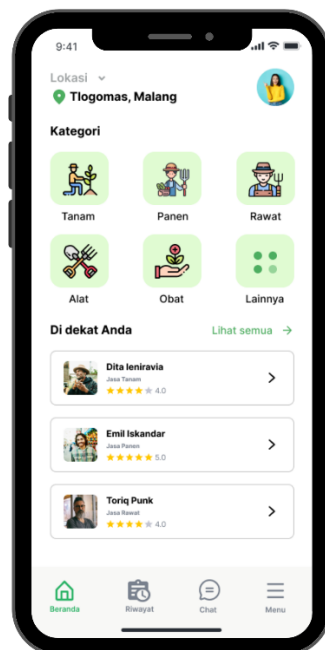 9:41
Lokasi
Tlogomas, Malang
Kategori
Tanam Panen Rawat
Alat Obat Lainnya
Di dekat Anda Lihat semua →
Dita leniravia
Jasa Tanam
4.0
Emil Iskandar
Jasa Panen
5.0
Toriq Punk
Jasa Rawat
4.0
Beranda Riwayat Chat Menu